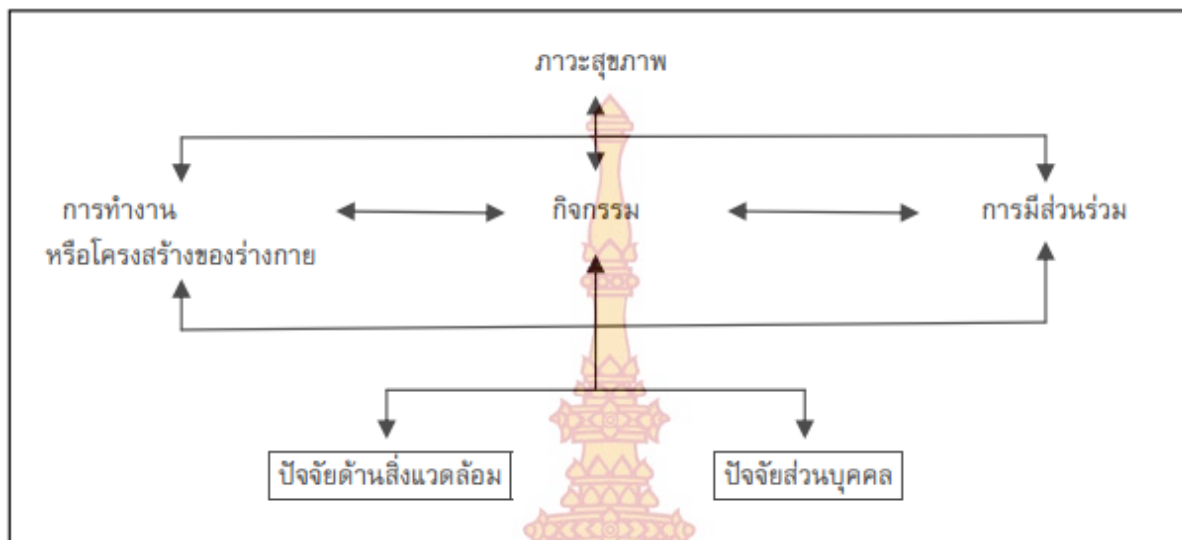 ภาวะสุขภาพ
การทำงาน กิจกรรม การมีส่วนร่วม
หรือโครงสร้างของร่างกาย
ปัจจัยด้านสิ่งแวดล้อม ปัจจัยส่วนบุคคล